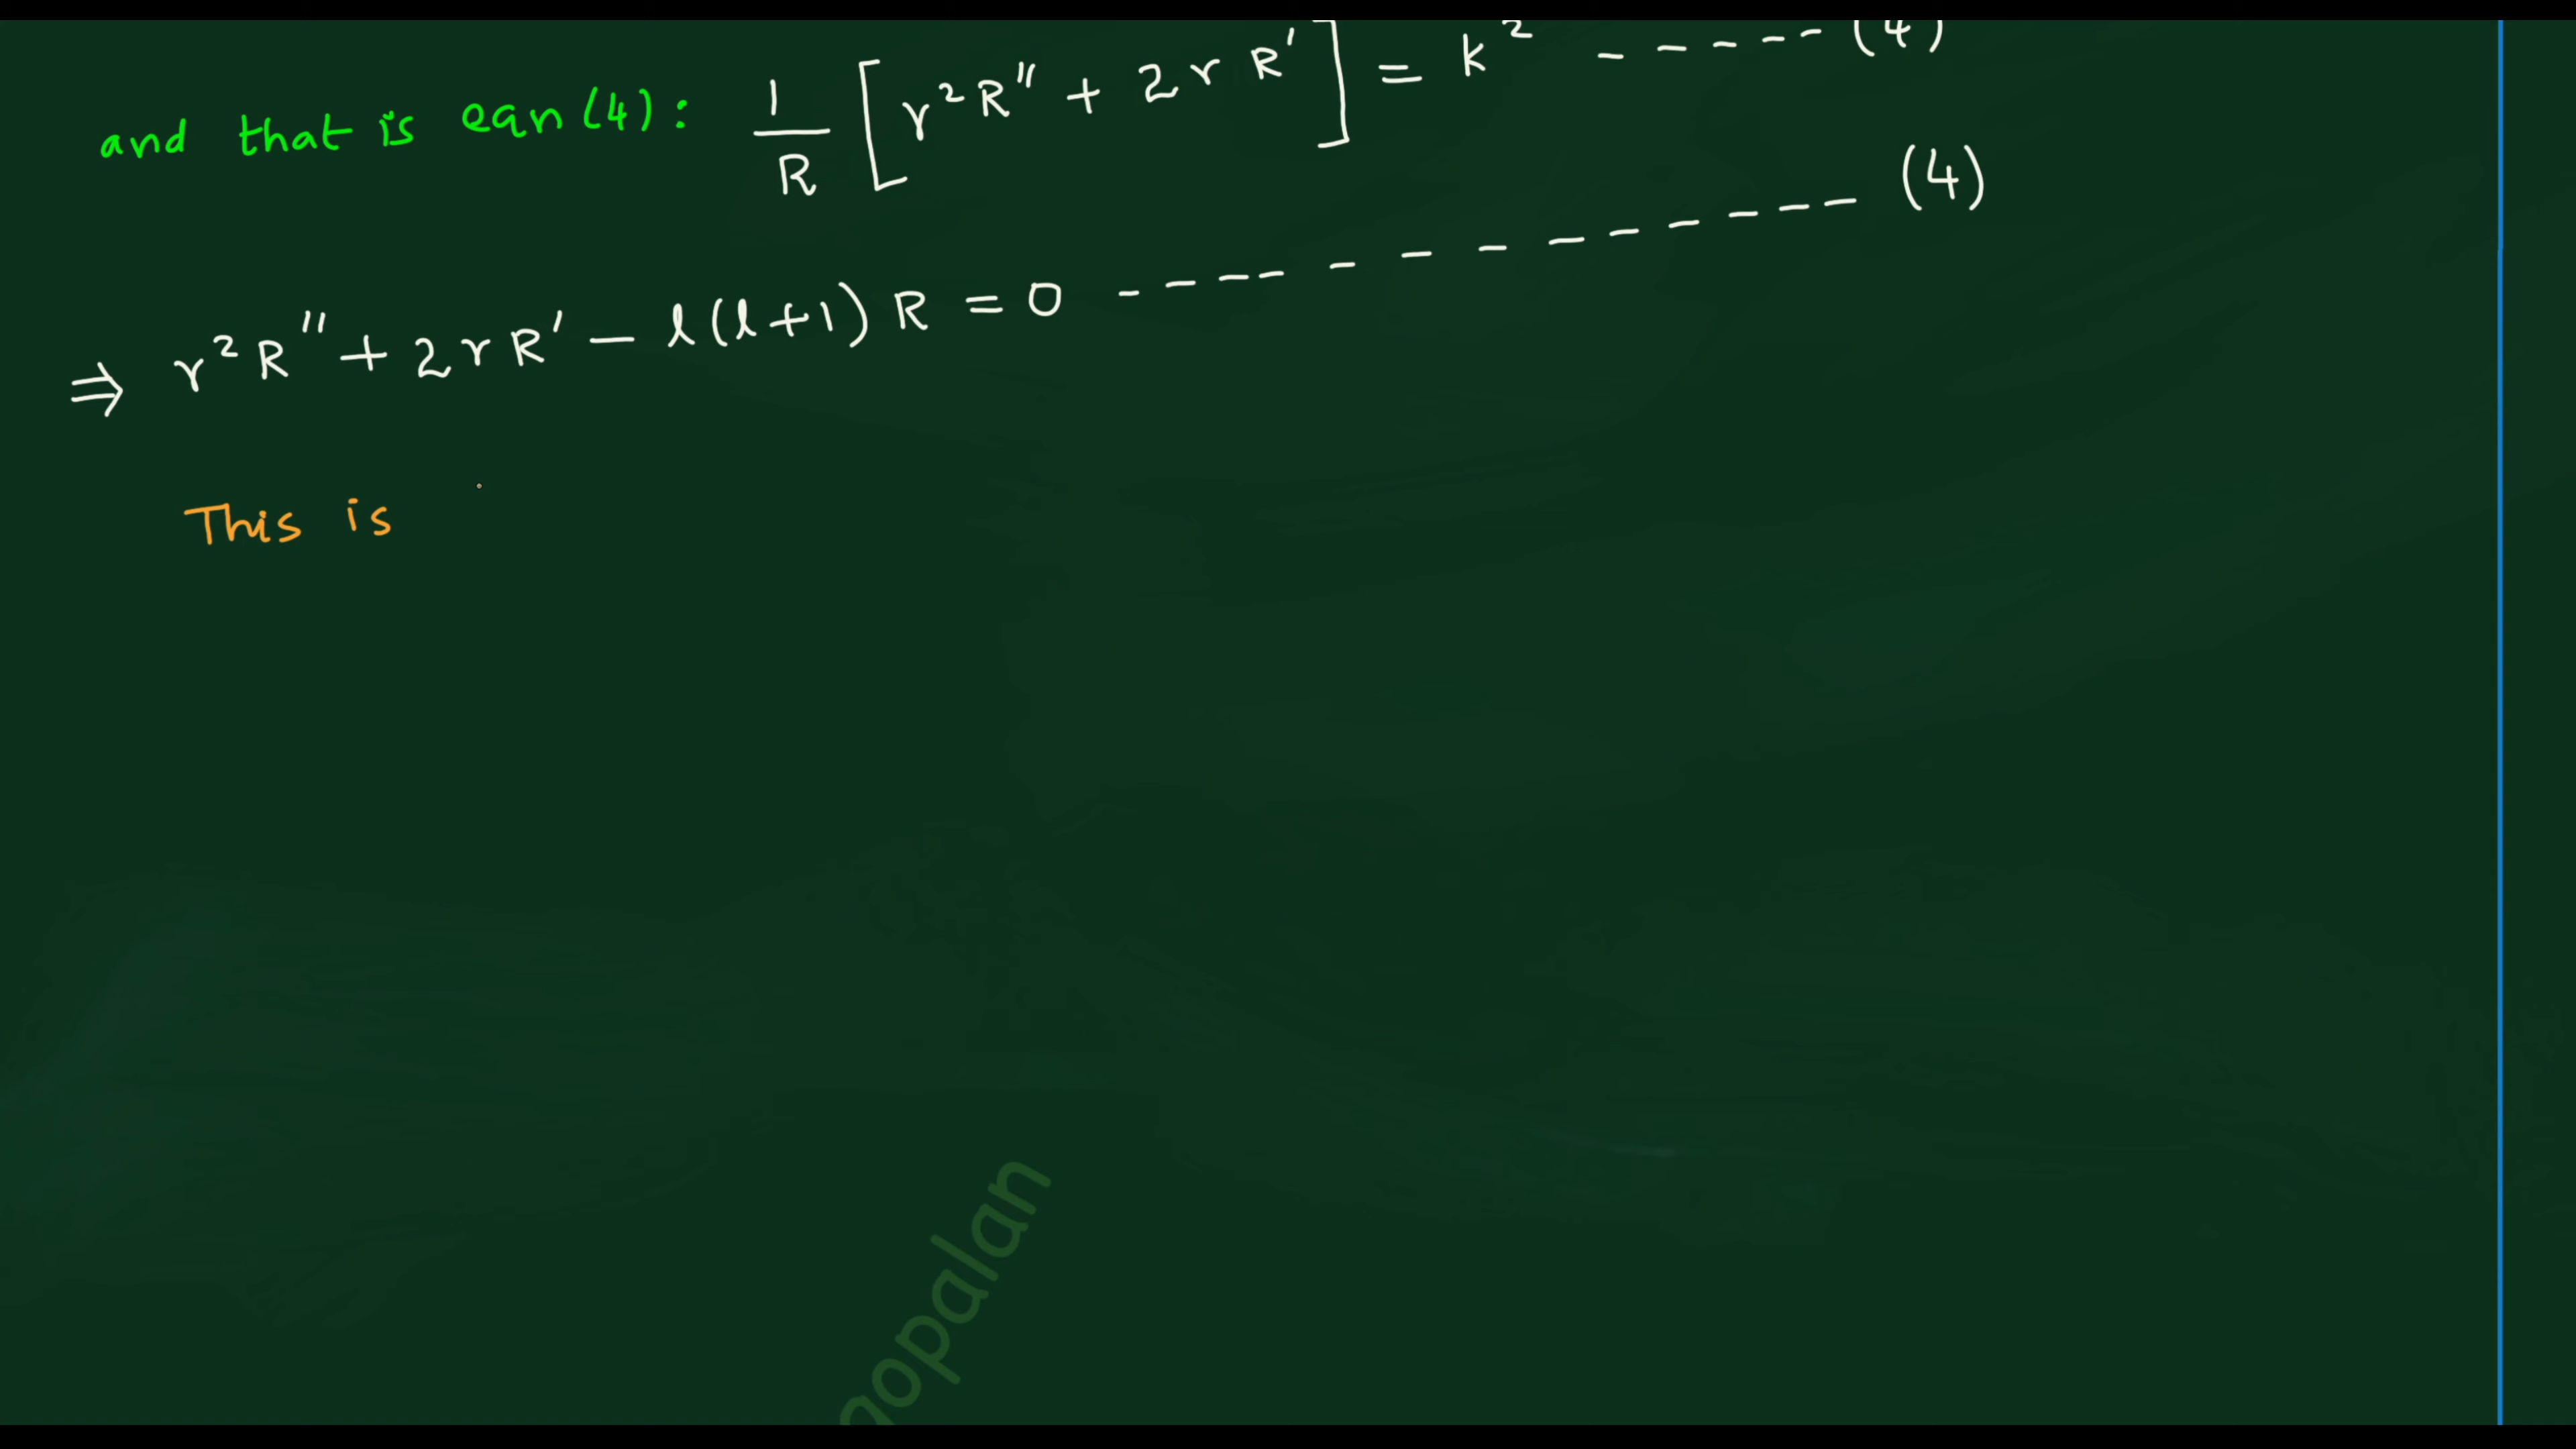 and that is eqn (4): 1/R [r²R'' + 2rR'] = k² ----- (4)
⇒ r²R'' + 2rR' - l(l+1)R = 0 ------------ (4)
This is